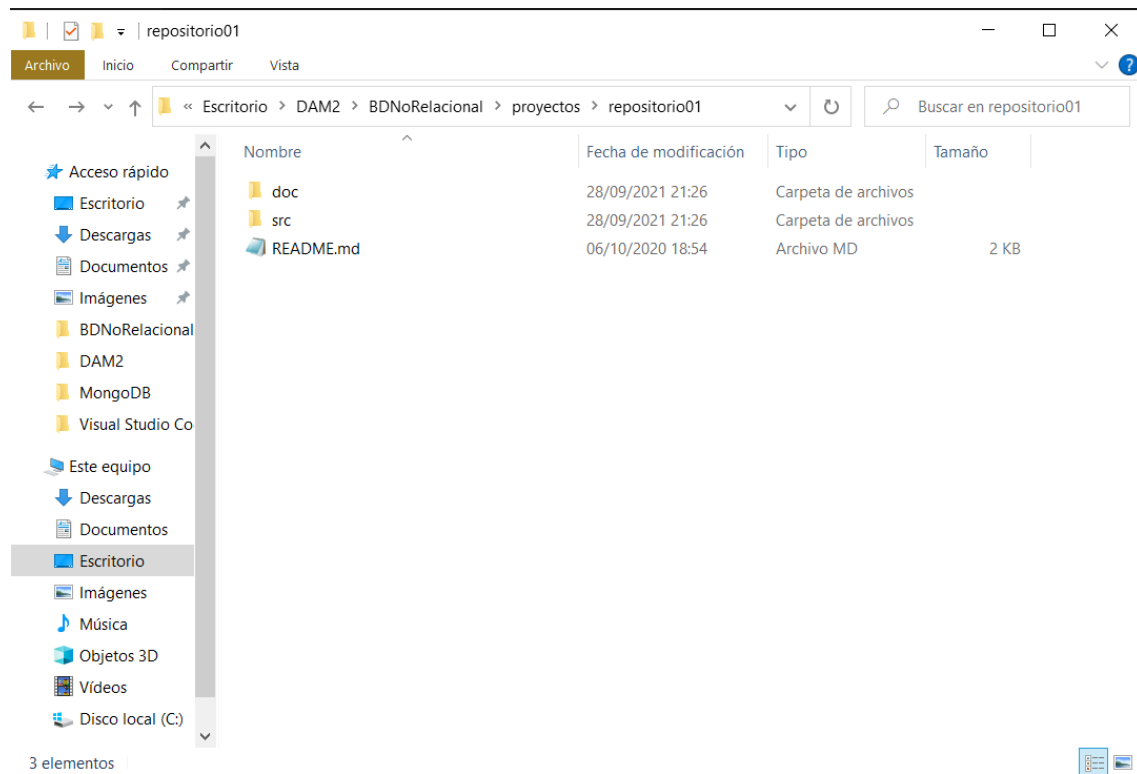 repositorio01
Archivo Inicio Compartir Vista
« Escritorio > DAM2 > BDNoRelacional > proyectos > repositorio01 Buscar en repositorio01
Nombre Fecha de modificación Tipo Tamaño
Acceso rápido
Escritorio
Descargas
Documentos
Imágenes
BDNoRelacional
DAM2
MongoDB
Visual Studio Co
Este equipo
Descargas
Documentos
Escritorio
Imágenes
Música
Objetos 3D
Vídeos
Disco local (C:)
doc 28/09/2021 21:26 Carpeta de archivos
src 28/09/2021 21:26 Carpeta de archivos
README.md 06/10/2020 18:54 Archivo MD 2 KB
3 elementos